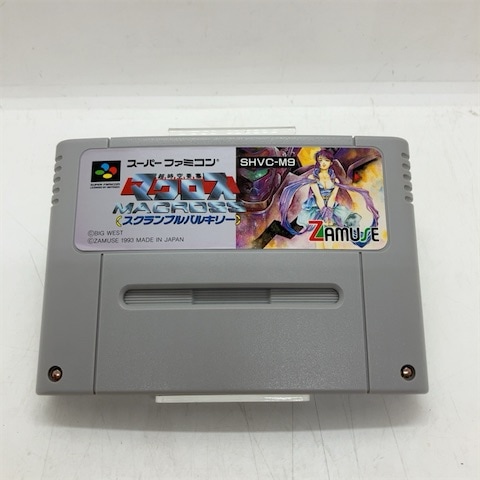 スーパーファミコン
SHVC-M9
超時空要塞
マクロス
MACROSS
〈スクランブルバルキリー〉
ZAMUSE
©BIG WEST
©ZAMUSE 1993 MADE IN JAPAN
SUPER FAMICOM